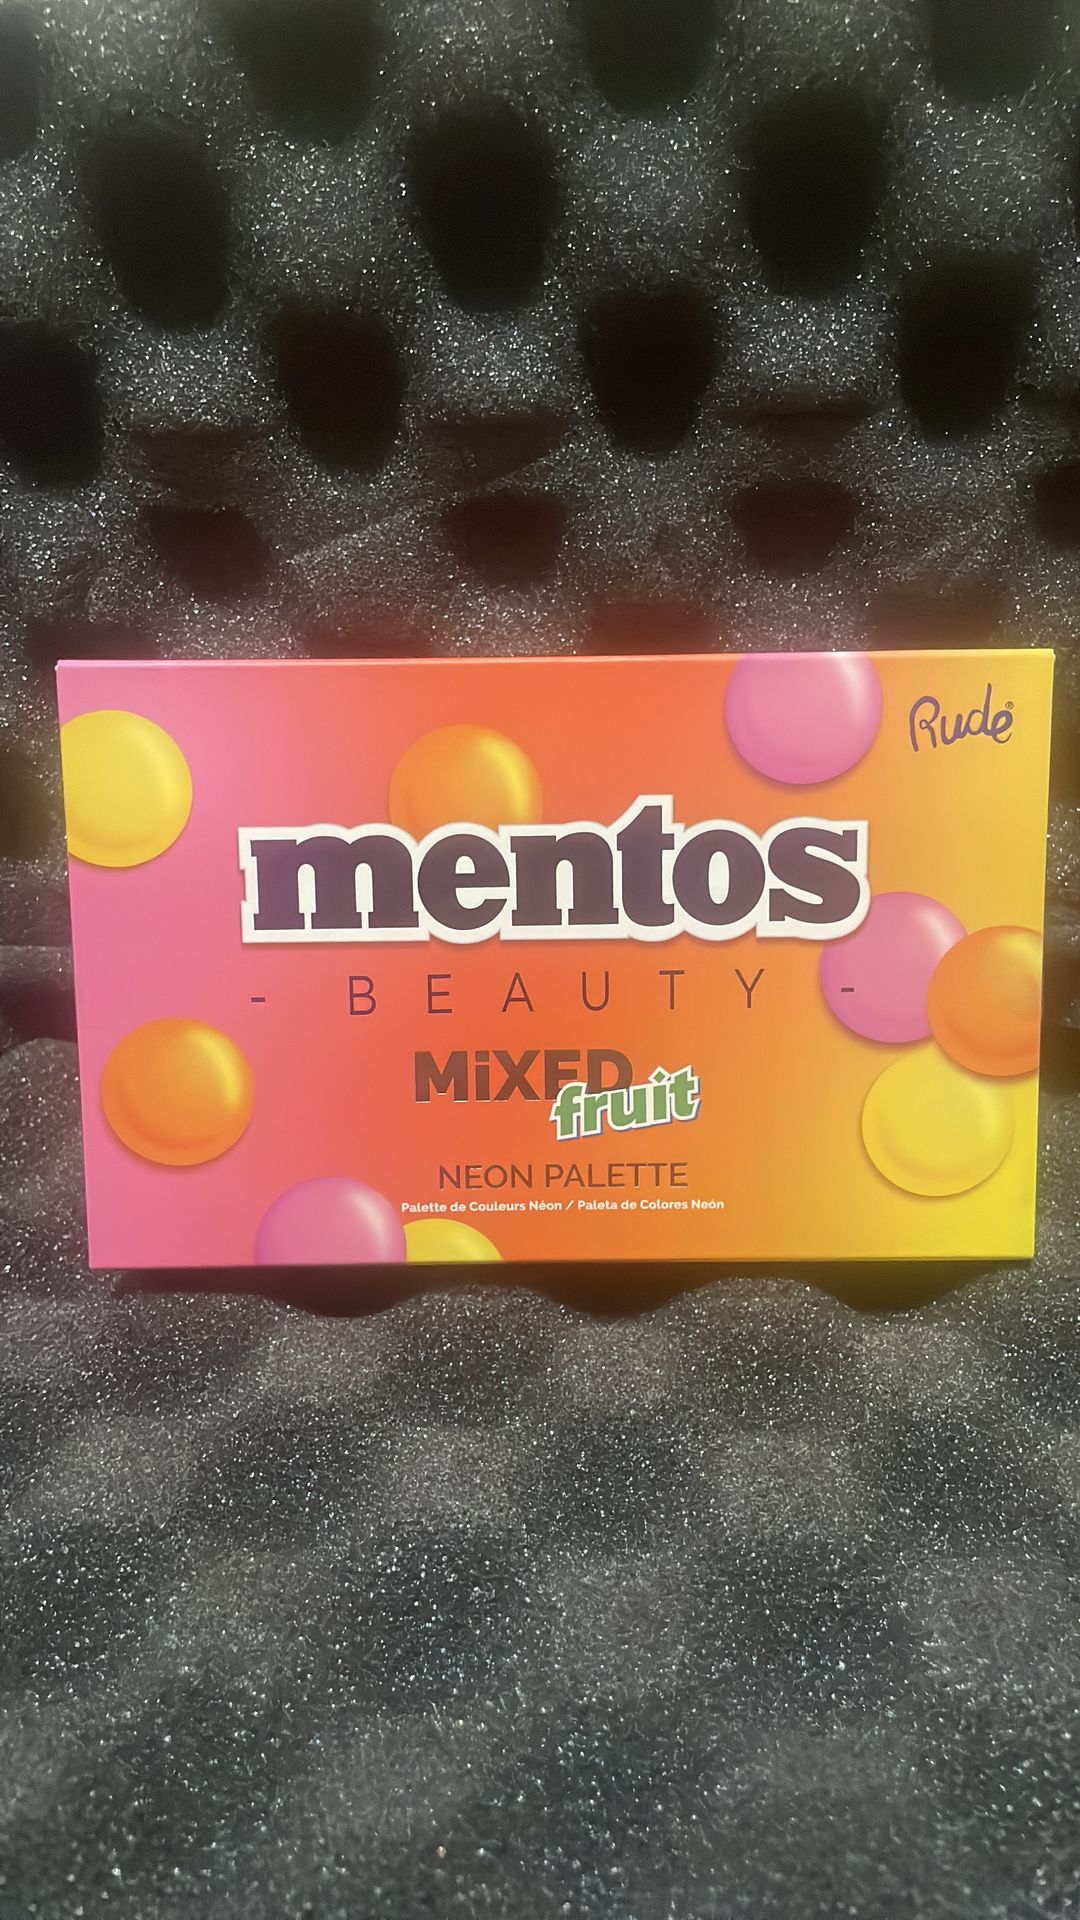 Rude®
mentos
- BEAUTY -
MiXED
fruit
NEON PALETTE
Palette de Couleurs Néon / Paleta de Colores Neón